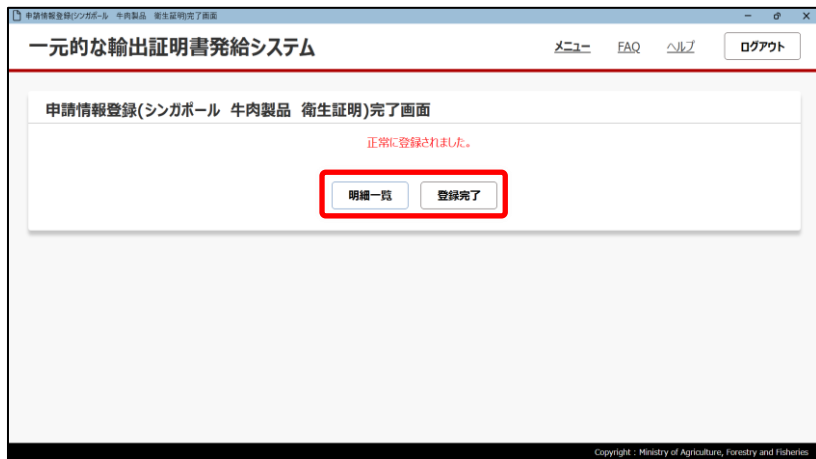 申請情報登録(シンガポール 牛肉製品 衛生証明)完了画面
一元的な輸出証明書発給システム
メニュー FAQ ヘルプ ログアウト
申請情報登録(シンガポール 牛肉製品 衛生証明)完了画面
正常に登録されました。
明細一覧 登録完了
Copyright : Ministry of Agriculture, Forestry and Fisheries